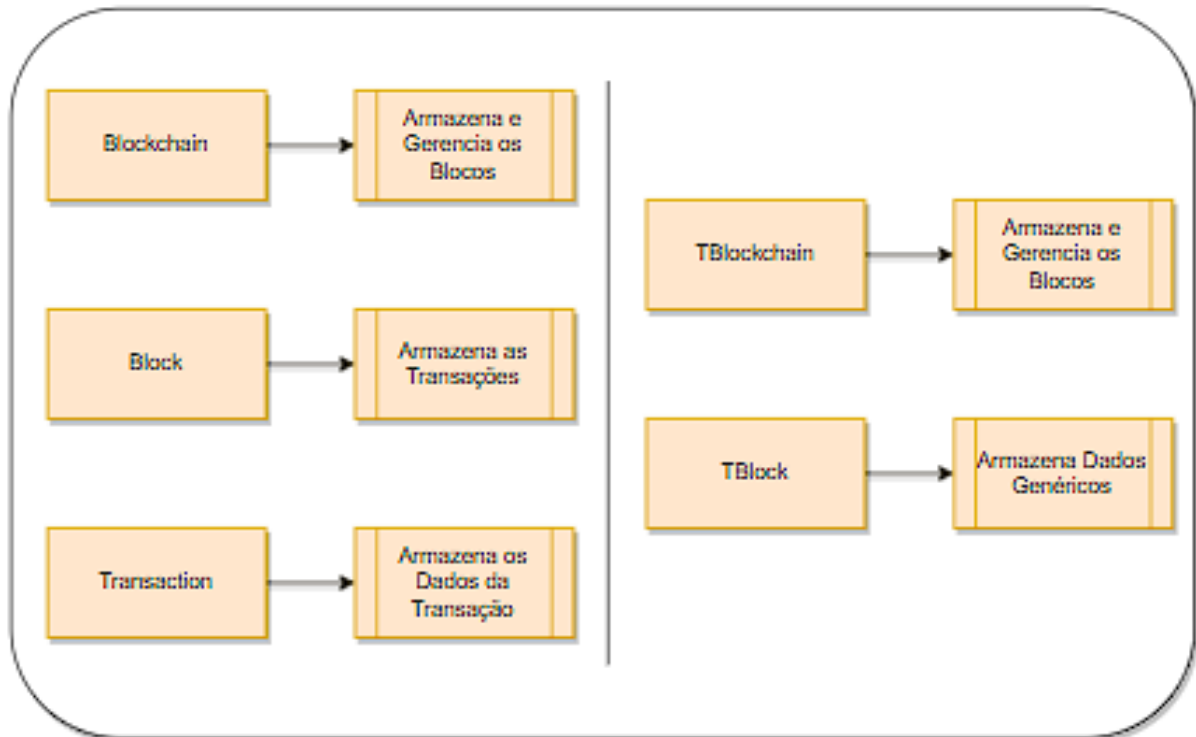 Blockchain
Armazena e
Gerencia os
Blocos
Block
Armazena as
Transações
Transaction
Armazena os
Dados da
Transação
TBlockchain
Armazena e
Gerencia os
Blocos
TBlock
Armazena Dados
Genéricos